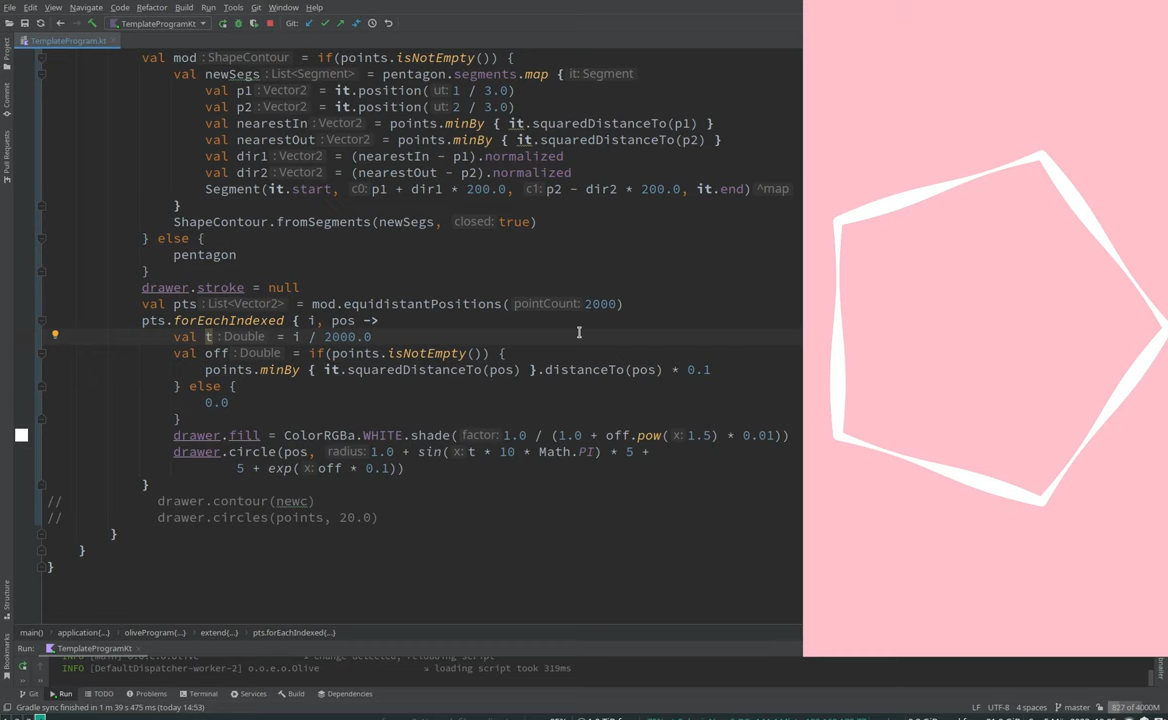 File Edit View Navigate Code Refactor Build Run Tools Git Window Help
TemplateProgramKt Git:
TemplateProgram.kt
val mod : ShapeContour = if(points.isNotEmpty()) {
val newSegs : List<Segment> = pentagon.segments.map { it: Segment
val p1 : Vector2 = it.position( ut: 1 / 3.0)
val p2 : Vector2 = it.position( ut: 2 / 3.0)
val nearestIn : Vector2 = points.minBy { it.squaredDistanceTo(p1) }
val nearestOut : Vector2 = points.minBy { it.squaredDistanceTo(p2) }
val dir1 : Vector2 = (nearestIn - p1).normalized
val dir2 : Vector2 = (nearestOut - p2).normalized
Segment(it.start, c0: p1 + dir1 * 200.0, c1: p2 - dir2 * 200.0, it.end) ^map
}
ShapeContour.fromSegments(newSegs, closed: true)
} else {
pentagon
}
drawer.stroke = null
val pts : List<Vector2> = mod.equidistantPositions( pointCount: 2000)
pts.forEachIndexed { i, pos ->
val t : Double = i / 2000.0
val off : Double = if(points.isNotEmpty()) {
points.minBy { it.squaredDistanceTo(pos) }.distanceTo(pos) * 0.1
} else {
0.0
}
drawer.fill = ColorRGBa.WHITE.shade( factor: 1.0 / (1.0 + off.pow( x: 1.5) * 0.01))
drawer.circle(pos, radius: 1.0 + sin( x: t * 10 * Math.PI) * 5 +
5 + exp( x: off * 0.1))
}
// drawer.contour(newc)
// drawer.circles(points, 20.0)
}
}
}
main() application{...} oliveProgram{...} extend{...} pts.forEachIndexed{...}
Run: TemplateProgramKt
INFO [DefaultDispatcher-worker-2] o.o.e.o.Olive ↘ loading script took 319ms
Git Run TODO Problems Terminal Services Build Dependencies
Gradle sync finished in 1 m 39 s 475 ms (today 14:53) LF UTF-8 4 spaces master 827 of 4000M
Project
Commit
Pull Requests
Structure
Bookmarks